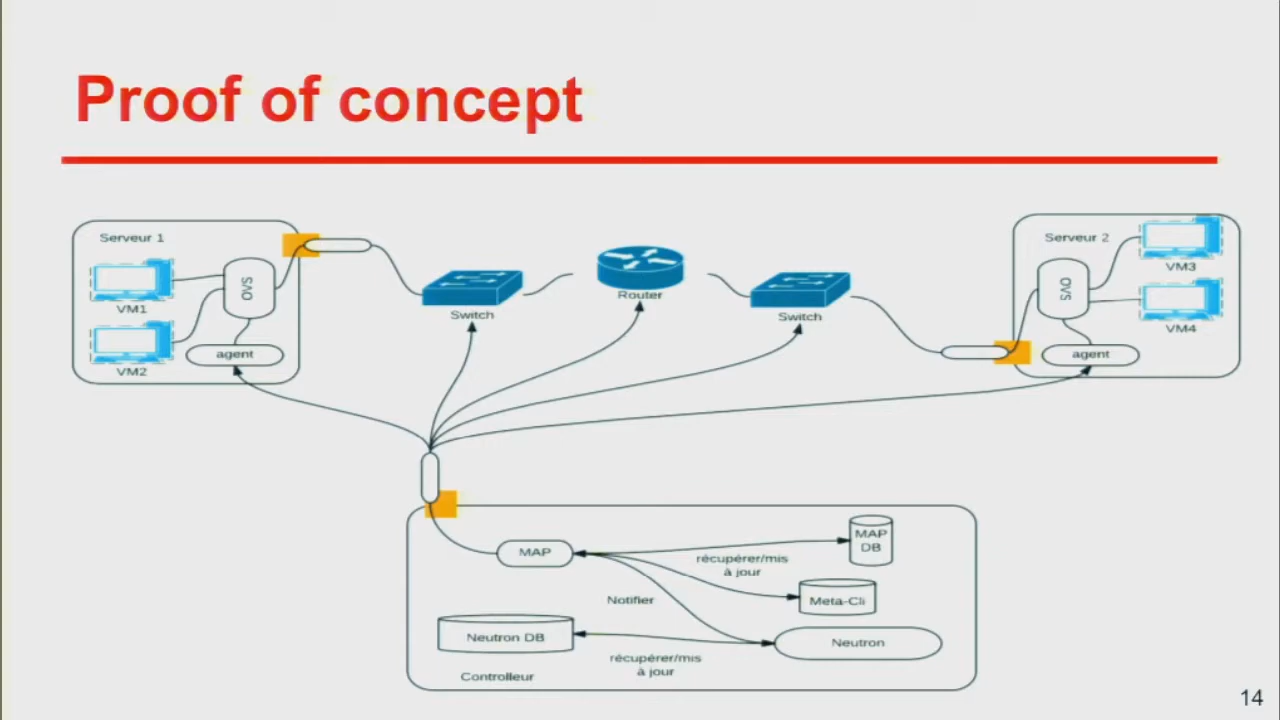 Proof of concept
Serveur 1
VM1
VM2
OVS
agent
Switch
Router
Switch
Serveur 2
OVS
VM3
VM4
agent
MAP
MAP
DB
récupérer/mis
à jour
Meta-Cli
Notifier
Neutron DB
Neutron
récupérer/mis
à jour
Controlleur
14